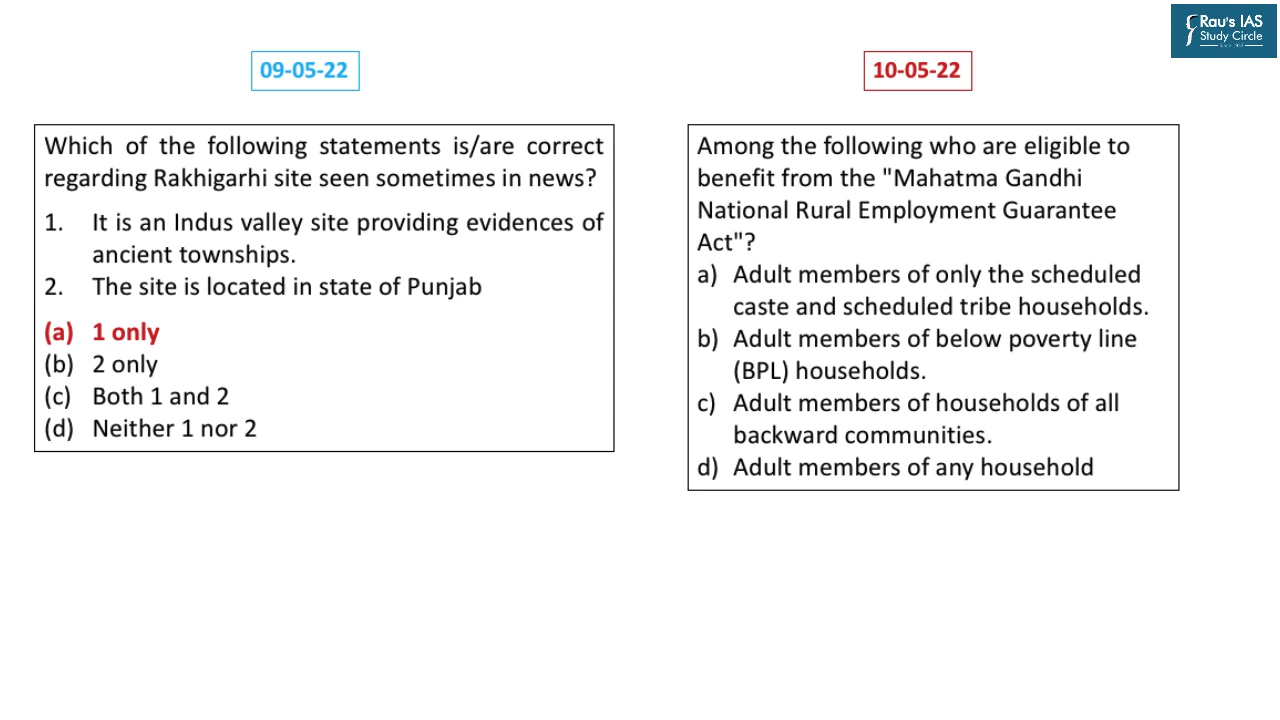 Rau's IAS
Study Circle
09-05-22
Which of the following statements is/are correct
regarding Rakhigarhi site seen sometimes in news?
1. It is an Indus valley site providing evidences of
ancient townships.
2. The site is located in state of Punjab
(a) 1 only
(b) 2 only
(c) Both 1 and 2
(d) Neither 1 nor 2
10-05-22
Among the following who are eligible to
benefit from the "Mahatma Gandhi
National Rural Employment Guarantee
Act"?
a) Adult members of only the scheduled
caste and scheduled tribe households.
b) Adult members of below poverty line
(BPL) households.
c) Adult members of households of all
backward communities.
d) Adult members of any household